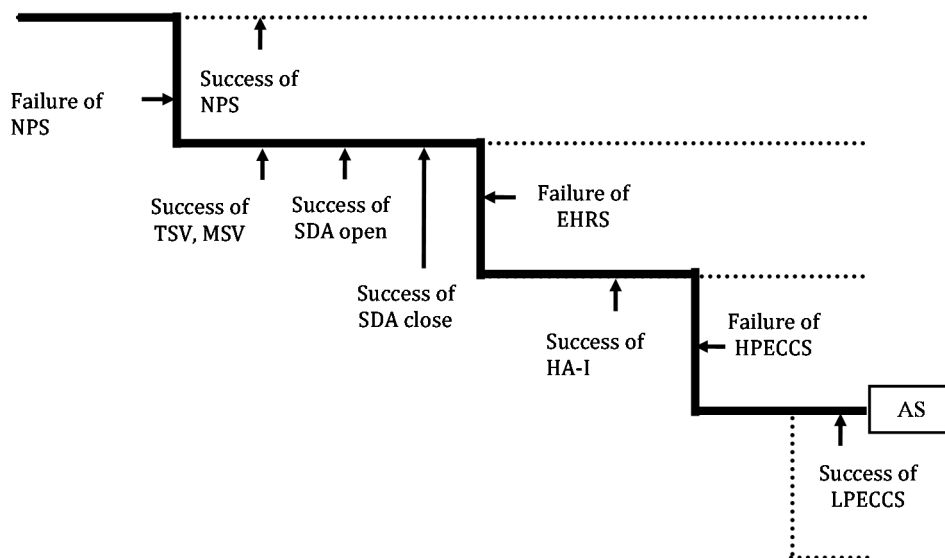 Success of
NPS
Failure of
NPS
Success of
TSV, MSV
Success of
SDA open
Failure of
EHRS
Success of
SDA close
Success of
HA-I
Failure of
HPECCS
AS
Success of
LPECCS